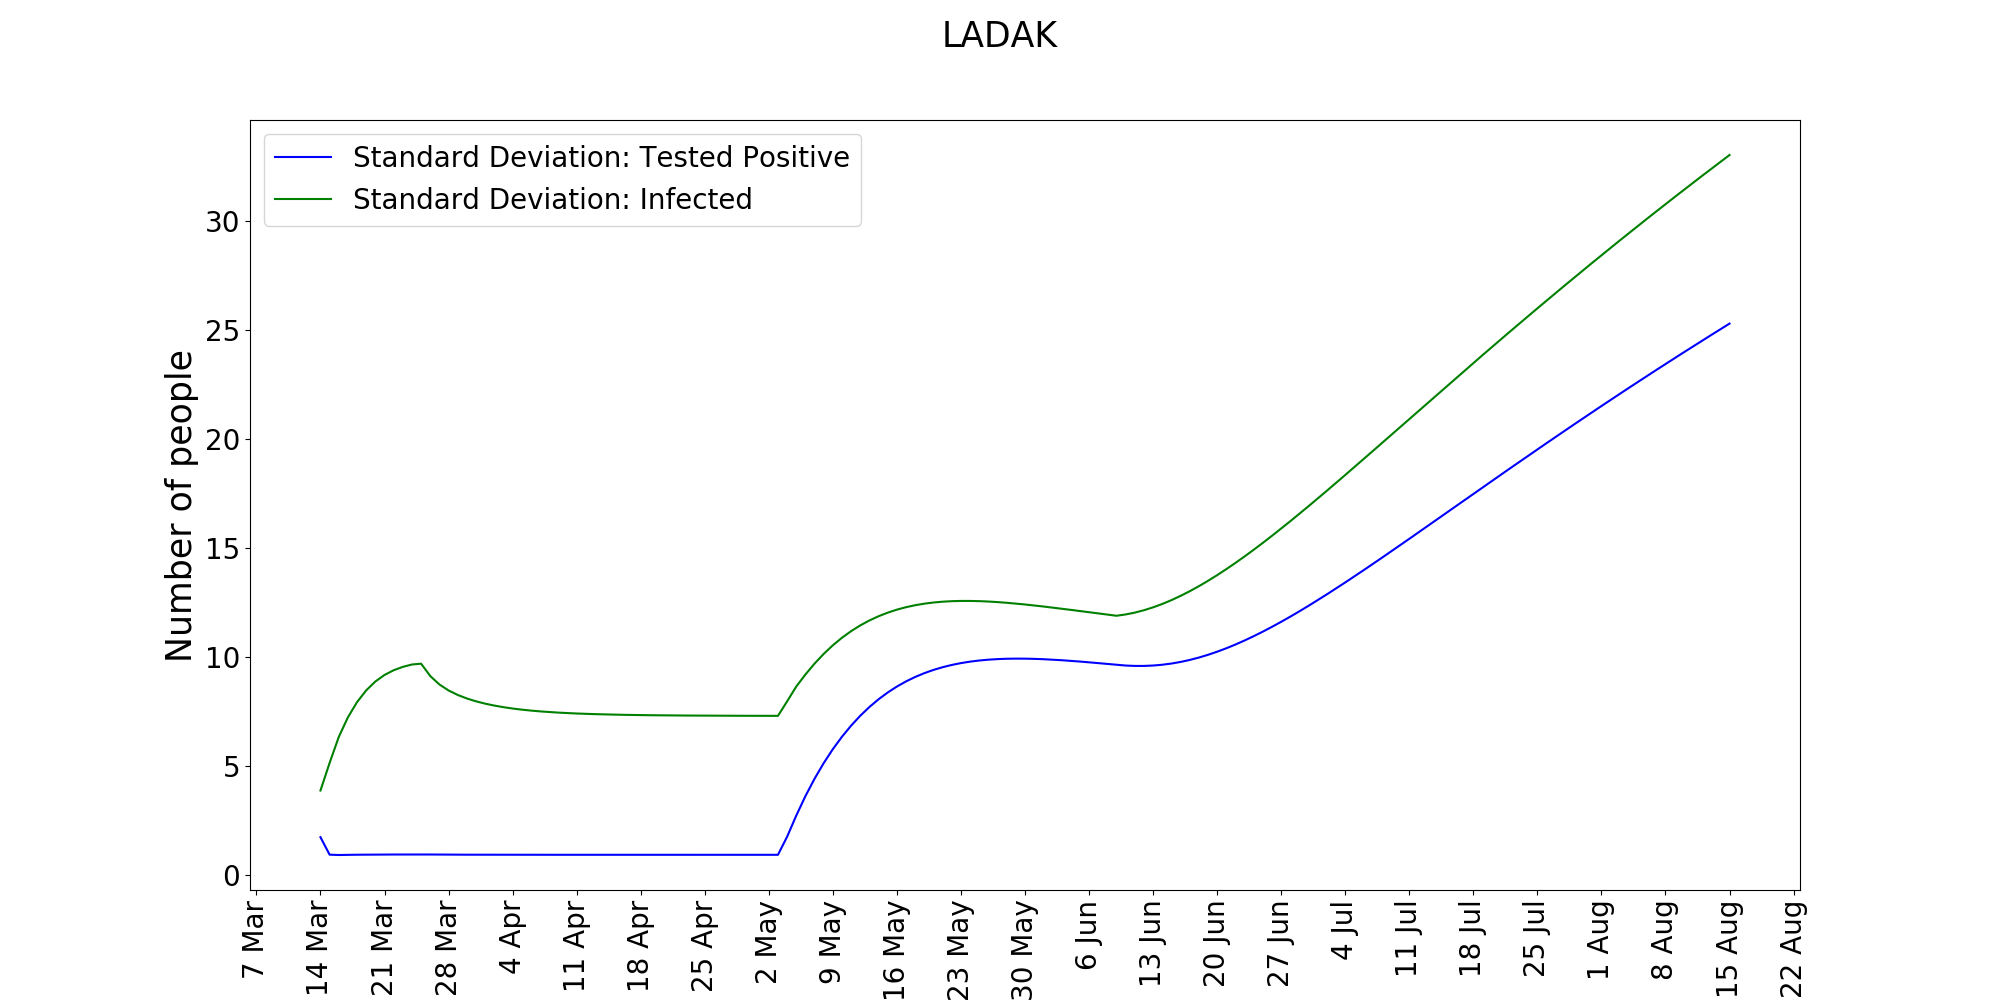 LADAK
Standard Deviation: Tested Positive
Standard Deviation: Infected
Number of people
30
25
20
15
10
5
0
7 Mar
14 Mar
21 Mar
28 Mar
4 Apr
11 Apr
18 Apr
25 Apr
2 May
9 May
16 May
23 May
30 May
6 Jun
13 Jun
20 Jun
27 Jun
4 Jul
11 Jul
18 Jul
25 Jul
1 Aug
8 Aug
15 Aug
22 Aug